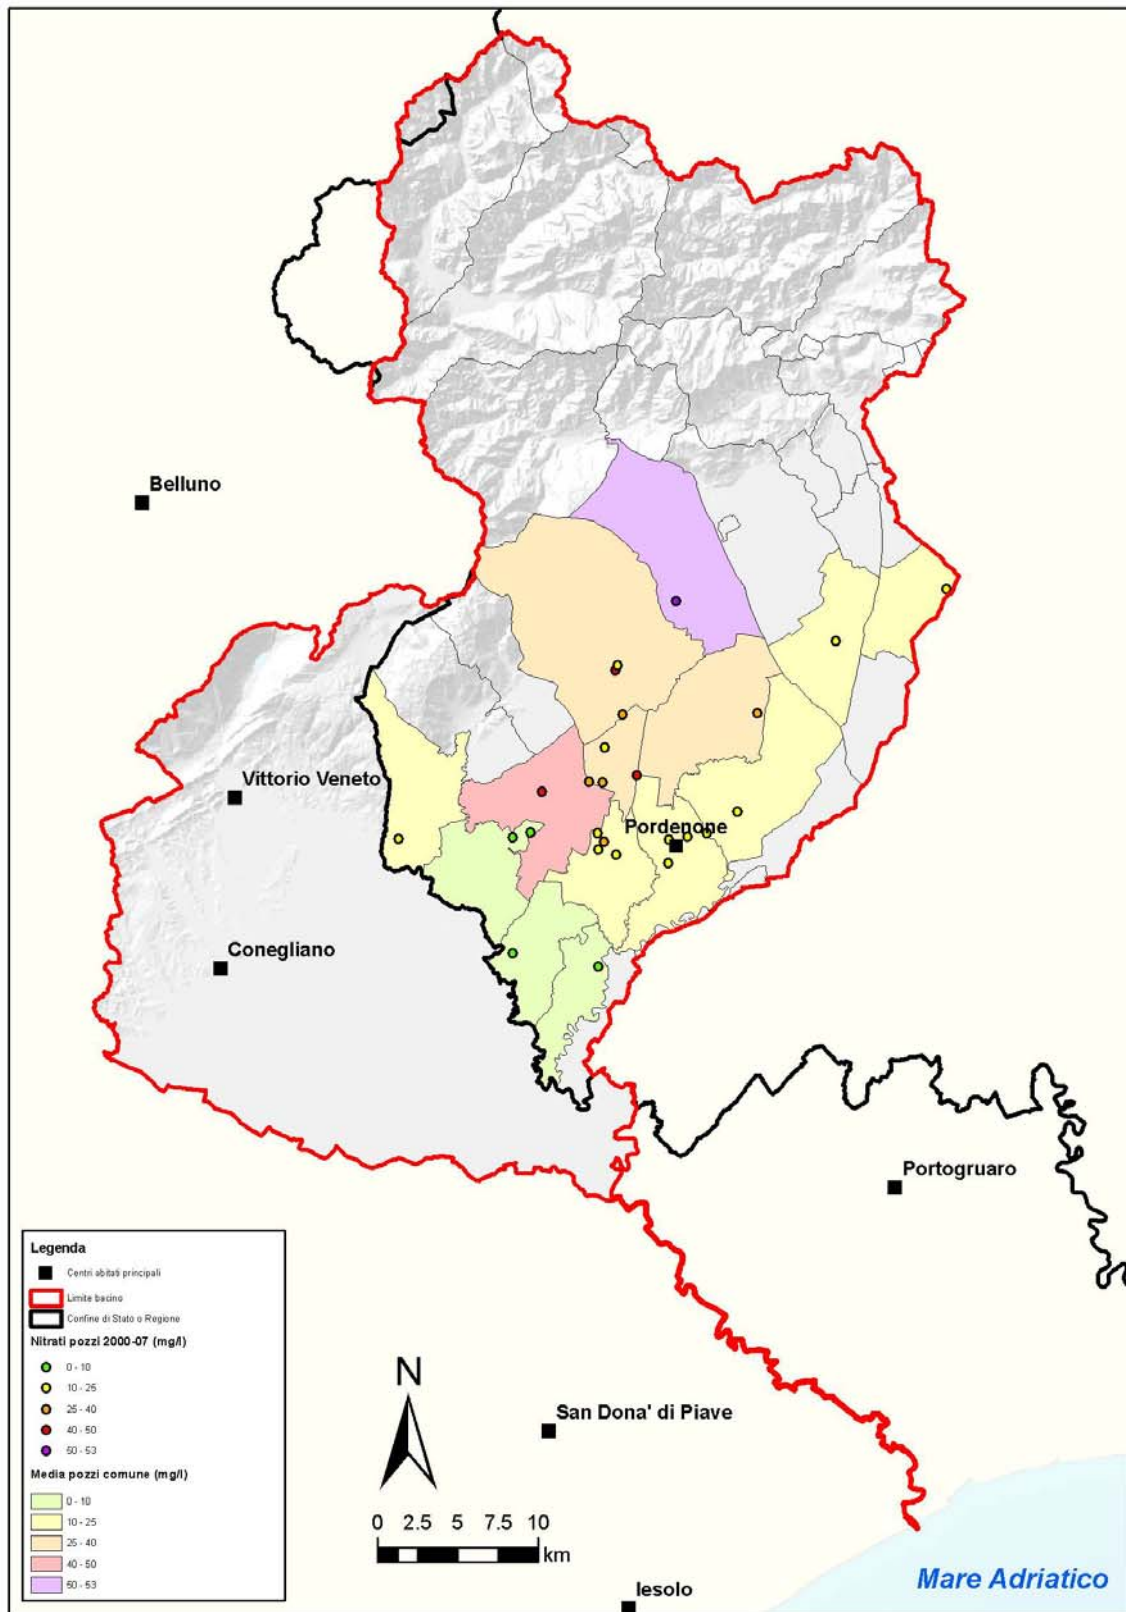 Belluno
Vittorio Veneto
Pordenone
Conegliano
Portogruaro
Legenda
Centri abitati principali
Limite bacino
Confine di Stato o Regione
Nitrati pozzi 2000-07 (mg/l)
0 - 10
10 - 25
25 - 40
40 - 50
50 - 53
Media pozzi comune (mg/l)
0 - 10
10 - 25
25 - 40
40 - 50
50 - 53
N
San Dona' di Piave
0 2.5 5 7.5 10
km
Iesolo
Mare Adriatico